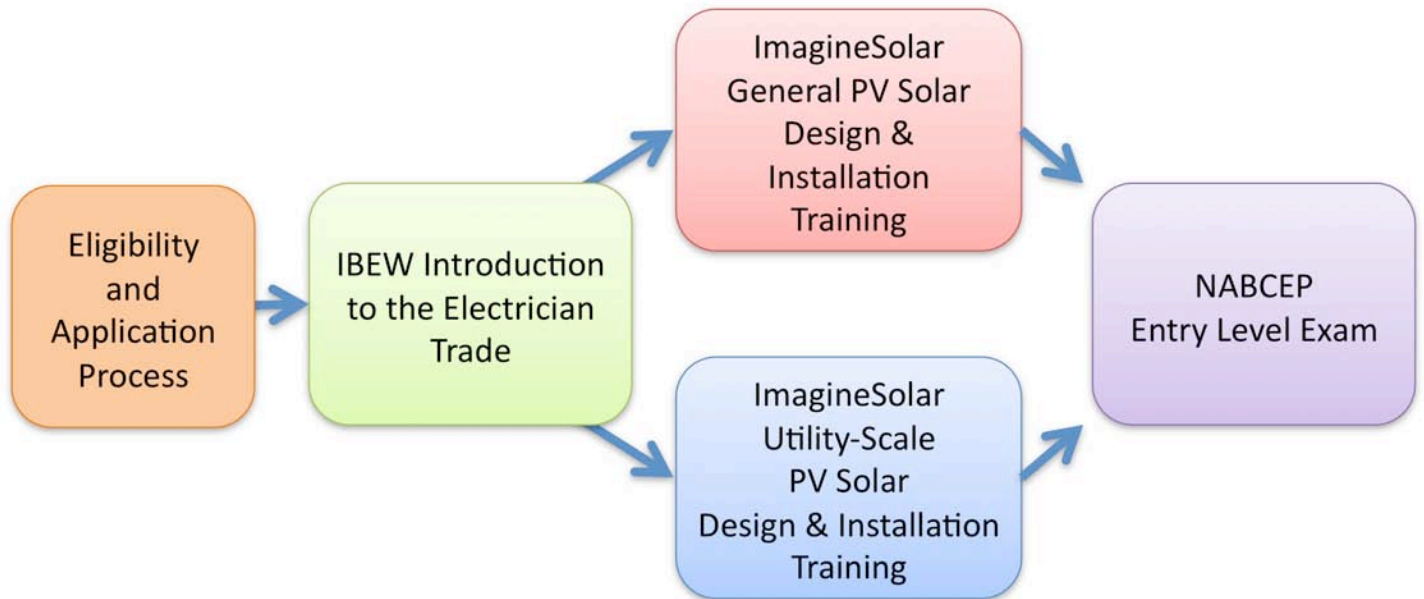 Eligibility
and
Application
Process
IBEW Introduction
to the Electrician
Trade
ImagineSolar
General PV Solar
Design &
Installation
Training
ImagineSolar
Utility-Scale
PV Solar
Design & Installation
Training
NABCEP
Entry Level Exam